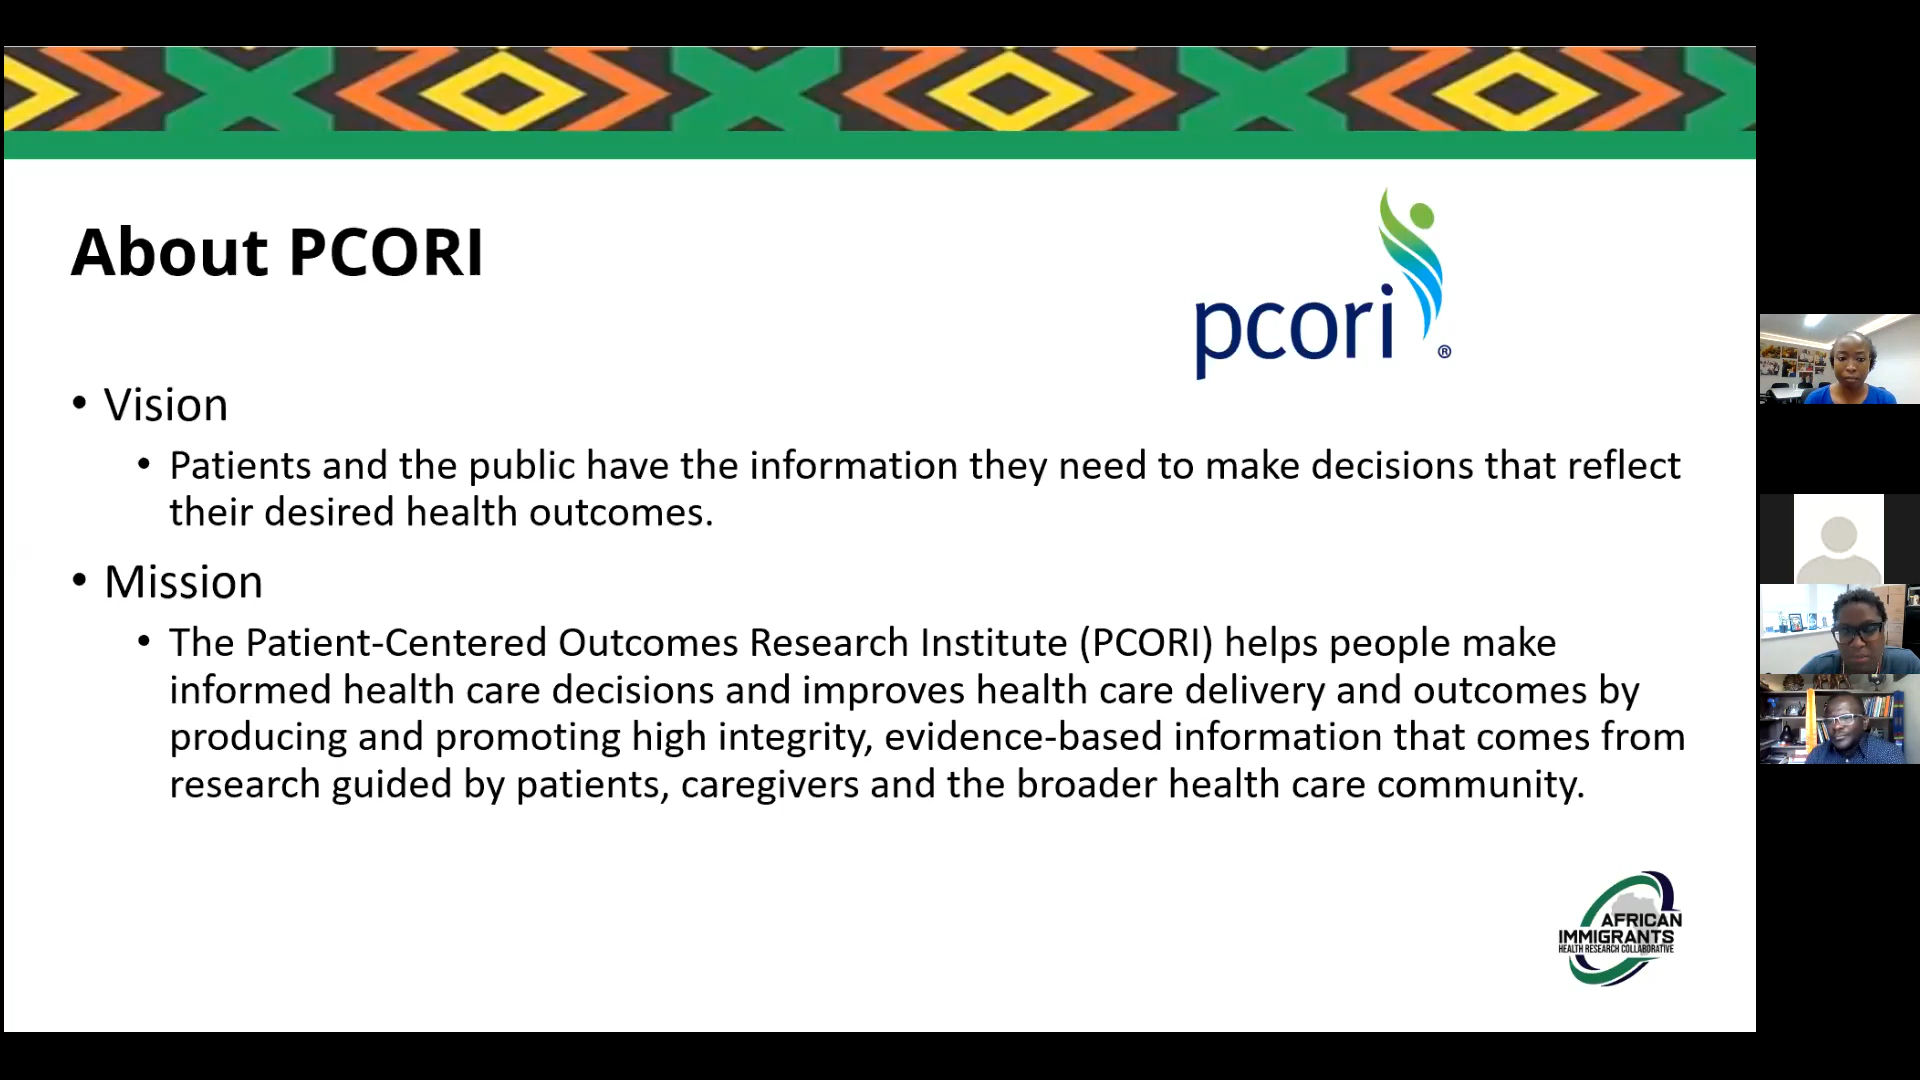 About PCORI
pcori
®
• Vision
• Patients and the public have the information they need to make decisions that reflect
their desired health outcomes.
• Mission
• The Patient-Centered Outcomes Research Institute (PCORI) helps people make
informed health care decisions and improves health care delivery and outcomes by
producing and promoting high integrity, evidence-based information that comes from
research guided by patients, caregivers and the broader health care community.
AFRICAN
IMMIGRANTS
HEALTH RESEARCH COLLABORATIVE